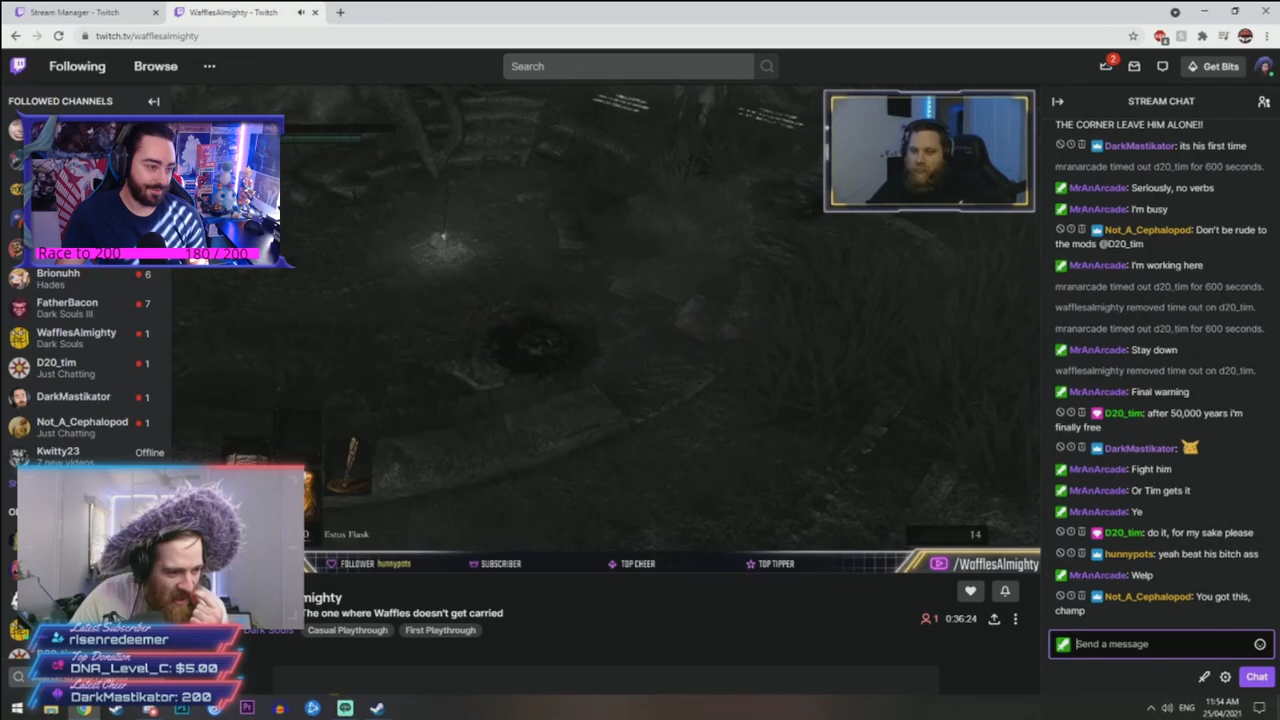 Stream Manager - Twitch
WafflesAlmighty - Twitch
twitch.tv/wafflesalmighty
Following
Browse
Search
2
Get Bits
FOLLOWED CHANNELS
STREAM CHAT
Race to 200
180 / 200
Brionuhh
6
Hades
FatherBacon
7
Dark Souls III
WafflesAlmighty
1
Dark Souls
D20_tim
1
Just Chatting
DarkMastikator
1
Not_A_Cephalopod
1
Just Chatting
Kwitty23
Offline
7 new videos
Estus Flask
14
FOLLOWER hunnypots
SUBSCRIBER
TOP CHEER
TOP TIPPER
/WafflesAlmighty
mighty
The one where Waffles doesn't get carried
Dark Souls
Casual Playthrough
First Playthrough
1
0:36:24
Latest Subscriber
risenredeemer
Top Donation
DNA_Level_C: $5.00
Latest Cheer
DarkMastikator: 200
THE CORNER LEAVE HIM ALONE!!
DarkMastikator: its his first time
mranarcade timed out d20_tim for 600 seconds.
MrAnArcade: Seriously, no verbs
MrAnArcade: I'm busy
Not_A_Cephalopod: Don't be rude to
the mods @D20_tim
MrAnArcade: I'm working here
mranarcade timed out d20_tim for 600 seconds.
wafflesalmighty removed time out on d20_tim.
mranarcade timed out d20_tim for 600 seconds.
MrAnArcade: Stay down
wafflesalmighty removed time out on d20_tim.
MrAnArcade: Final warning
D20_tim: after 50,000 years i'm
finally free
DarkMastikator:
MrAnArcade: Fight him
MrAnArcade: Or Tim gets it
MrAnArcade: Ye
D20_tim: do it, for my sake please
hunnypots: yeah beat his bitch ass
MrAnArcade: Welp
Not_A_Cephalopod: You got this,
champ
Send a message
Chat
ENG
11:54 AM
25/04/2021